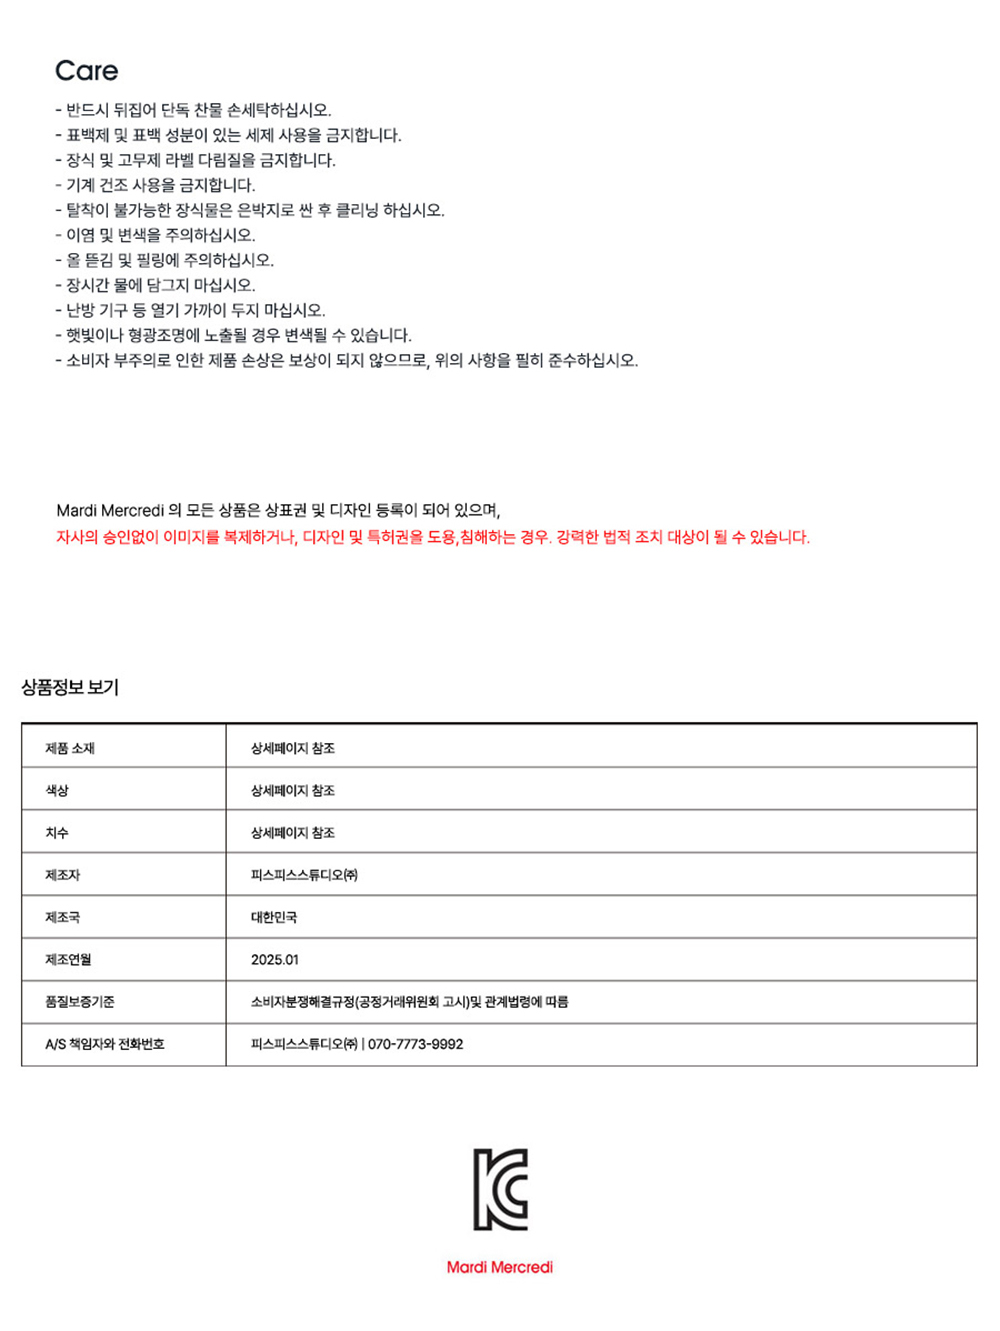 Care
- 반드시 뒤집어 단독 찬물 손세탁하십시오.
- 표백제 및 표백 성분이 있는 세제 사용을 금지합니다.
- 장식 및 고무제 라벨 다림질을 금지합니다.
- 기계 건조 사용을 금지합니다.
- 탈착이 불가능한 장식물은 은박지로 싼 후 클리닝 하십시오.
- 이염 및 변색을 주의하십시오.
- 올 뜯김 및 필링에 주의하십시오.
- 장시간 물에 담그지 마십시오.
- 난방 기구 등 열기 가까이 두지 마십시오.
- 햇빛이나 형광조명에 노출될 경우 변색될 수 있습니다.
- 소비자 부주의로 인한 제품 손상은 보상이 되지 않으므로, 위의 사항을 필히 준수하십시오.
Mardi Mercredi 의 모든 상품은 상표권 및 디자인 등록이 되어 있으며,
자사의 승인없이 이미지를 복제하거나, 디자인 및 특허권을 도용,침해하는 경우. 강력한 법적 조치 대상이 될 수 있습니다.
상품정보 보기
제품 소재 상세페이지 참조
색상 상세페이지 참조
치수 상세페이지 참조
제조자 피스피스스튜디오㈜
제조국 대한민국
제조연월 2025.01
품질보증기준 소비자분쟁해결규정(공정거래위원회 고시)및 관계법령에 따름
A/S 책임자와 전화번호 피스피스스튜디오㈜ | 070-7773-9992
KC
Mardi Mercredi